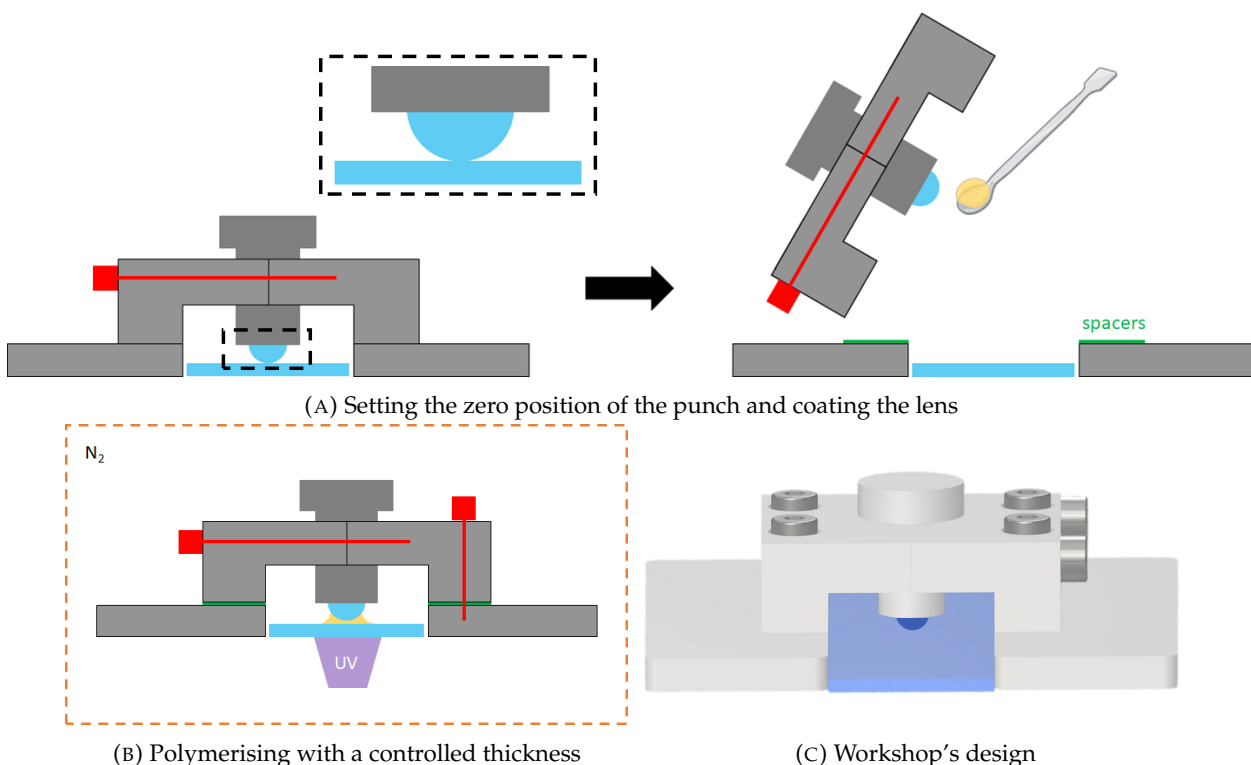 spacers
(A) Setting the zero position of the punch and coating the lens
N₂
UV
(B) Polymerising with a controlled thickness
(C) Workshop's design